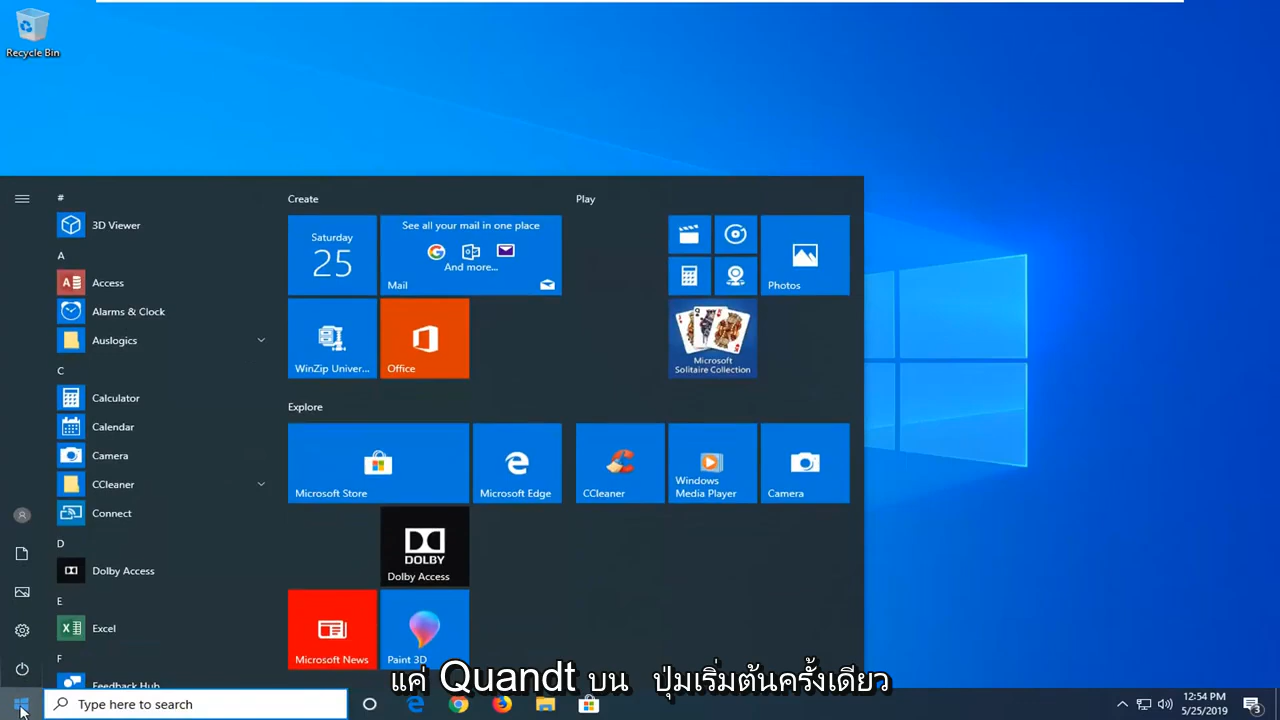 Recycle Bin
#
3D Viewer
A
Access
Alarms & Clock
Auslogics
C
Calculator
Calendar
Camera
CCleaner
Connect
D
Dolby Access
E
Excel
F
Feedback Hub
Create
Saturday
25
See all your mail in one place
And more...
Mail
WinZip Univer...
Office
Explore
Microsoft Store
Microsoft Edge
DOLBY
Dolby Access
Microsoft News
Paint 3D
Play
Photos
Microsoft
Solitaire Collection
CCleaner
Windows
Media Player
Camera
แค่ Quandt บน ปุ่มเริ่มต้นครั้งเดียว
Type here to search
12:54 PM
5/25/2019
3